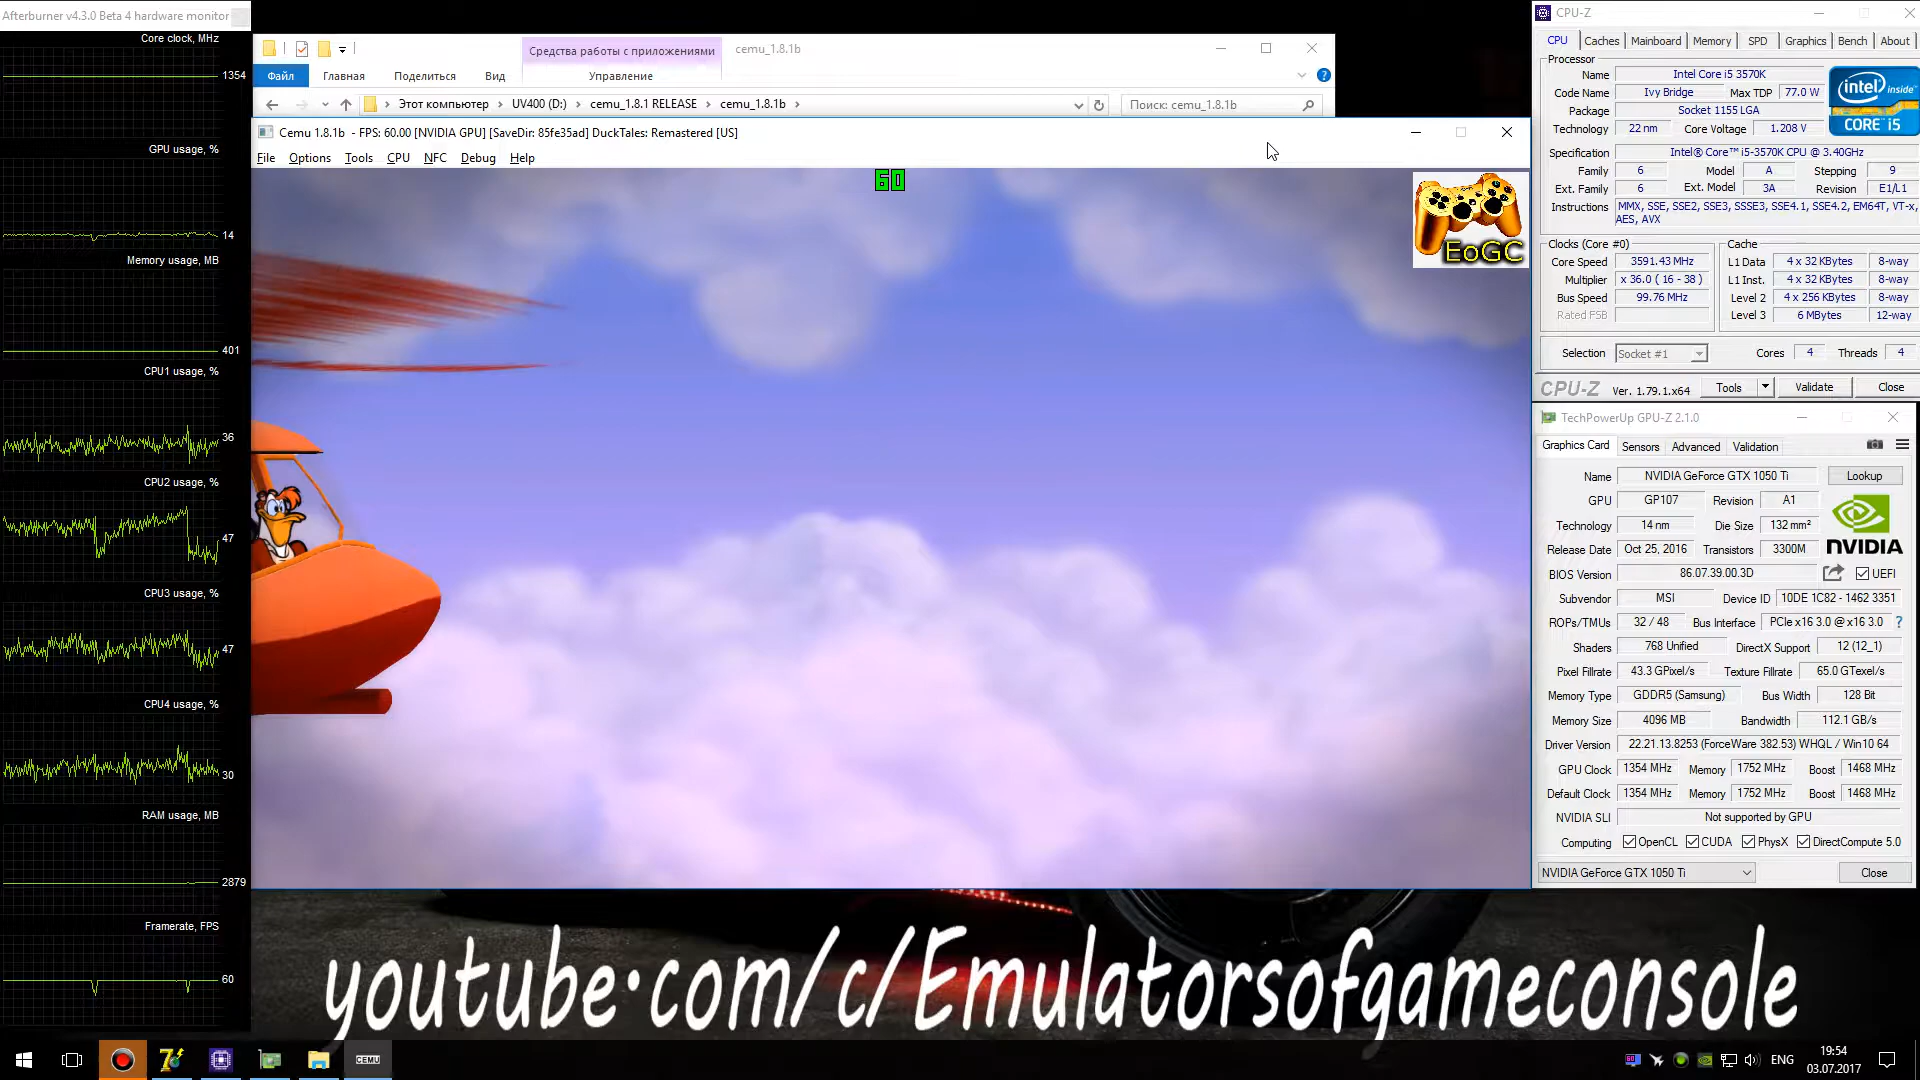 Afterburner v4.3.0 Beta 4 hardware monitor
Core clock, MHz
1354
GPU usage, %
14
Memory usage, MB
401
CPU1 usage, %
36
CPU2 usage, %
47
CPU3 usage, %
47
CPU4 usage, %
30
RAM usage, MB
2879
Framerate, FPS
60
Средства работы с приложениями
cemu_1.8.1b
Файл
Главная
Поделиться
Вид
Управление
Этот компьютер > UV400 (D:) > cemu_1.8.1 RELEASE > cemu_1.8.1b >
Поиск: cemu_1.8.1b
Cemu 1.8.1b - FPS: 60.00 [NVIDIA GPU] [SaveDir: 85fe35ad] DuckTales: Remastered [US]
File Options Tools CPU NFC Debug Help
60
EoGC
CPU-Z
CPU Caches Mainboard Memory SPD Graphics Bench About
Processor
Name Intel Core i5 3570K
Code Name Ivy Bridge Max TDP 77.0 W
Package Socket 1155 LGA
Technology 22 nm Core Voltage 1.208 V
intel inside™
CORE i5
Specification Intel® Core™ i5-3570K CPU @ 3.40GHz
Family 6 Model A Stepping 9
Ext. Family 6 Ext. Model 3A Revision E1/L1
Instructions MMX, SSE, SSE2, SSE3, SSSE3, SSE4.1, SSE4.2, EM64T, VT-x,
AES, AVX
Clocks (Core #0)
Core Speed 3591.43 MHz
Multiplier x 36.0 ( 16 - 38 )
Bus Speed 99.76 MHz
Rated FSB
Cache
L1 Data 4 x 32 KBytes 8-way
L1 Inst. 4 x 32 KBytes 8-way
Level 2 4 x 256 KBytes 8-way
Level 3 6 MBytes 12-way
Selection Socket #1 Cores 4 Threads 4
CPU-Z Ver. 1.79.1.x64 Tools Validate Close
TechPowerUp GPU-Z 2.1.0
Graphics Card Sensors Advanced Validation
Name NVIDIA GeForce GTX 1050 Ti Lookup
GPU GP107 Revision A1
Technology 14 nm Die Size 132 mm²
Release Date Oct 25, 2016 Transistors 3300M
NVIDIA
BIOS Version 86.07.39.00.3D UEFI
Subvendor MSI Device ID 10DE 1C82 - 1462 3351
ROPs/TMUs 32 / 48 Bus Interface PCIe x16 3.0 @ x16 3.0 ?
Shaders 768 Unified DirectX Support 12 (12_1)
Pixel Fillrate 43.3 GPixel/s Texture Fillrate 65.0 GTexel/s
Memory Type GDDR5 (Samsung) Bus Width 128 Bit
Memory Size 4096 MB Bandwidth 112.1 GB/s
Driver Version 22.21.13.8253 (ForceWare 382.53) WHQL / Win10 64
GPU Clock 1354 MHz Memory 1752 MHz Boost 1468 MHz
Default Clock 1354 MHz Memory 1752 MHz Boost 1468 MHz
NVIDIA SLI Not supported by GPU
Computing OpenCL CUDA PhysX DirectCompute 5.0
NVIDIA GeForce GTX 1050 Ti Close
youtube.com/c/Emulatorsofgameconsole
CEMU
ENG
19:54
03.07.2017